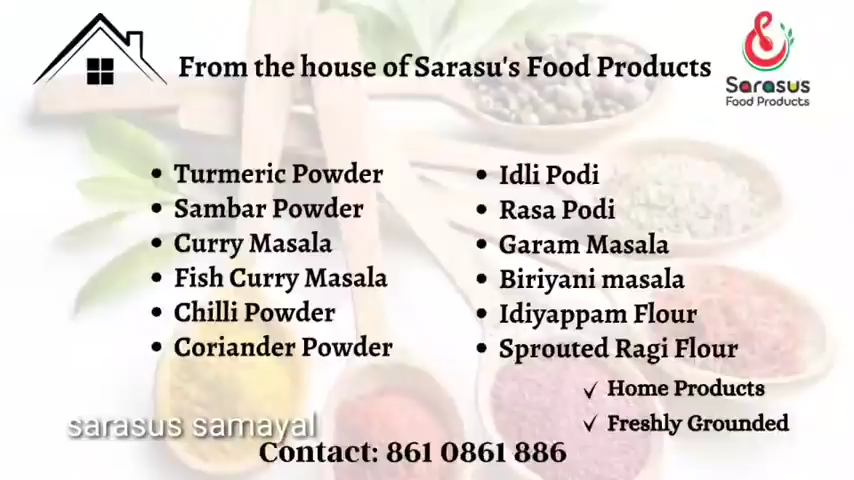 From the house of Sarasu's Food Products
Sarasus
Food Products
• Turmeric Powder
• Sambar Powder
• Curry Masala
• Fish Curry Masala
• Chilli Powder
• Coriander Powder
• Idli Podi
• Rasa Podi
• Garam Masala
• Biriyani masala
• Idiyappam Flour
• Sprouted Ragi Flour
✓ Home Products
✓ Freshly Grounded
sarasus samayal
Contact: 861 0861 886